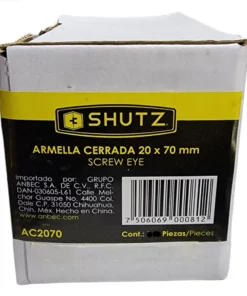 SHUTZ
ARMELLA CERRADA 20 x 70 mm
SCREW EYE
Importado por: GRUPO
ANBEC S.A. DE C.V., R.F.C.
DAN-030605-L61 Calle Mel-
chor Guaspe No. 4400 Col.
Dale C.P. 31050 Chihuahua,
Chih. Méx. Hecho en China.
www.anbec.com
7 506069 000812
AC2070
Cont.: Piezas/Pieces